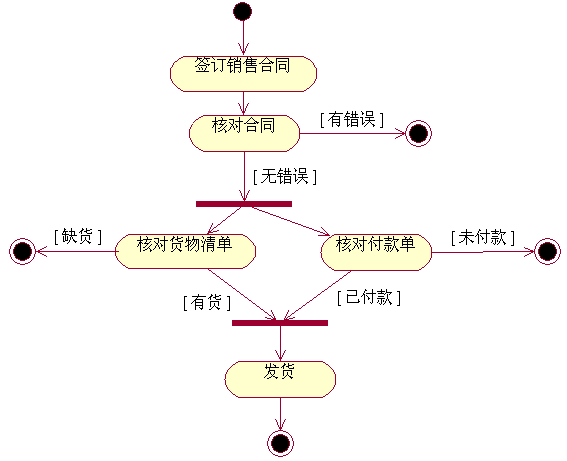 签订销售合同
核对合同
[ 有错误 ]
[ 无错误 ]
[ 缺货 ]
核对货物清单
核对付款单
[ 未付款 ]
[ 有货 ]
[ 已付款 ]
发货